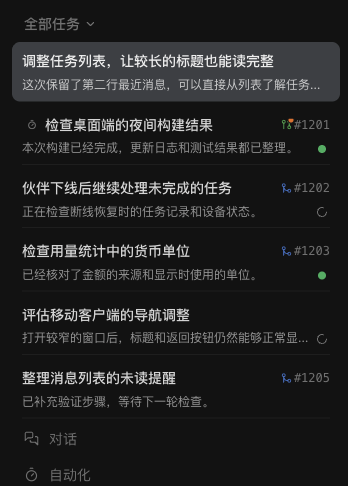 全部任务
调整任务列表，让较长的标题也能读完整
这次保留了第二行最近消息，可以直接从列表了解任务...
检查桌面端的夜间构建结果 #1201
本次构建已经完成，更新日志和测试结果都已整理。
伙伴下线后继续处理未完成的任务 #1202
正在检查断线恢复时的任务记录和设备状态。
检查用量统计中的货币单位 #1203
已经核对了金额的来源和显示时使用的单位。
评估移动客户端的导航调整
打开较窄的窗口后，标题和返回按钮仍然能够正常显...
整理消息列表的未读提醒 #1205
已补充验证步骤，等待下一轮检查。
对话
自动化